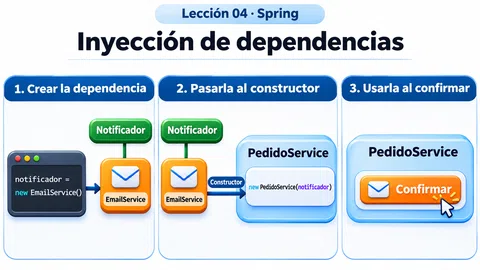 Lección 04 · Spring
Inyección de dependencias
1. Crear la dependencia
Notificador
notificador =
new EmailService()
EmailService
2. Pasarla al constructor
Notificador
EmailService
Constructor
PedidoService
new PedidoService(notificador)
3. Usarla al confirmar
PedidoService
Confirmar